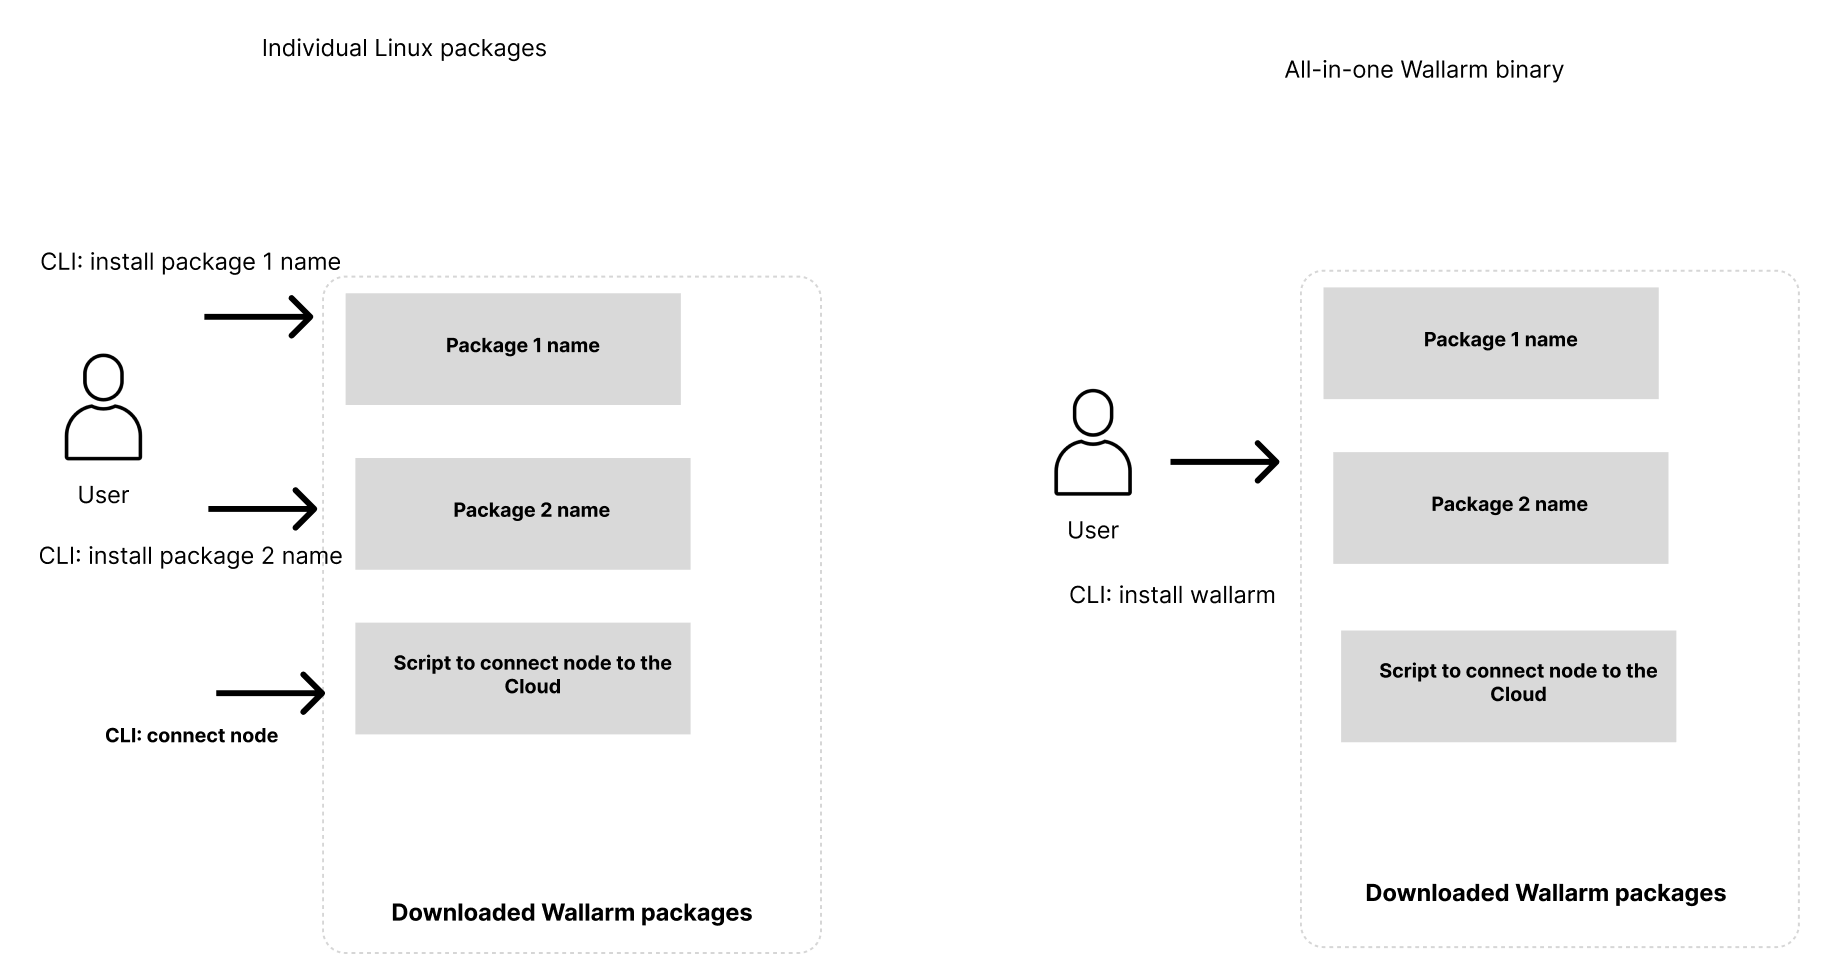 Individual Linux packages
CLI: install package 1 name
Package 1 name
User
Package 2 name
CLI: install package 2 name
Script to connect node to the
Cloud
CLI: connect node
Downloaded Wallarm packages
All-in-one Wallarm binary
Package 1 name
Package 2 name
User
CLI: install wallarm
Script to connect node to the
Cloud
Downloaded Wallarm packages